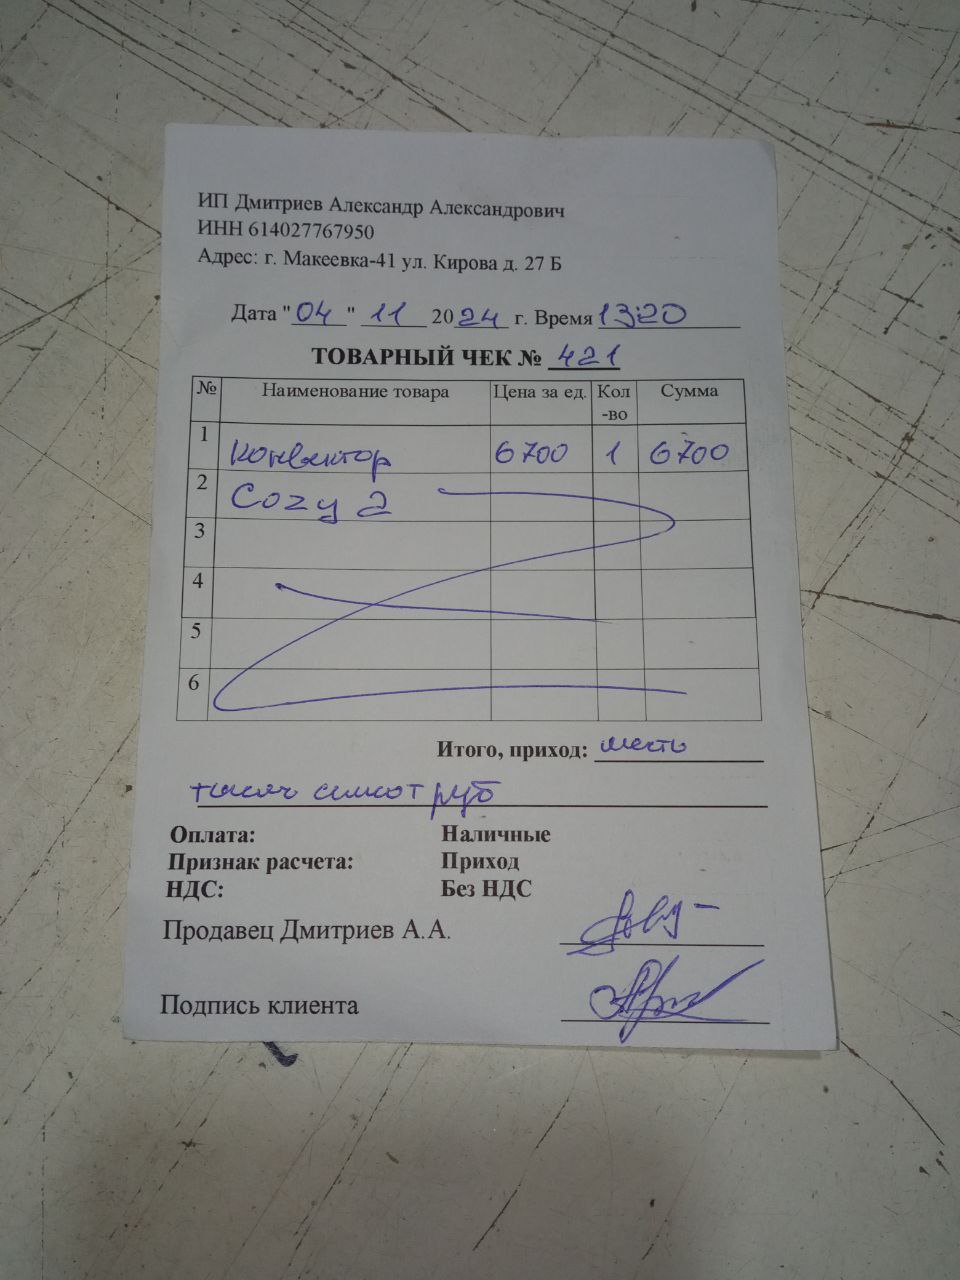 ИП Дмитриев Александр Александрович
ИНН 614027767950
Адрес: г. Макеевка-41 ул. Кирова д. 27 Б
Дата "04" 11 2024 г. Время 13:20
ТОВАРНЫЙ ЧЕК № 421
№ Наименование товара Цена за ед. Кол-во Сумма
1 Конвектор 6700 1 6700
2 Cozy 2
3
4
5
6
Итого, приход: шесть
тысяч семьсот руб
Оплата: Наличные
Признак расчета: Приход
НДС: Без НДС
Продавец Дмитриев А.А.
Подпись клиента